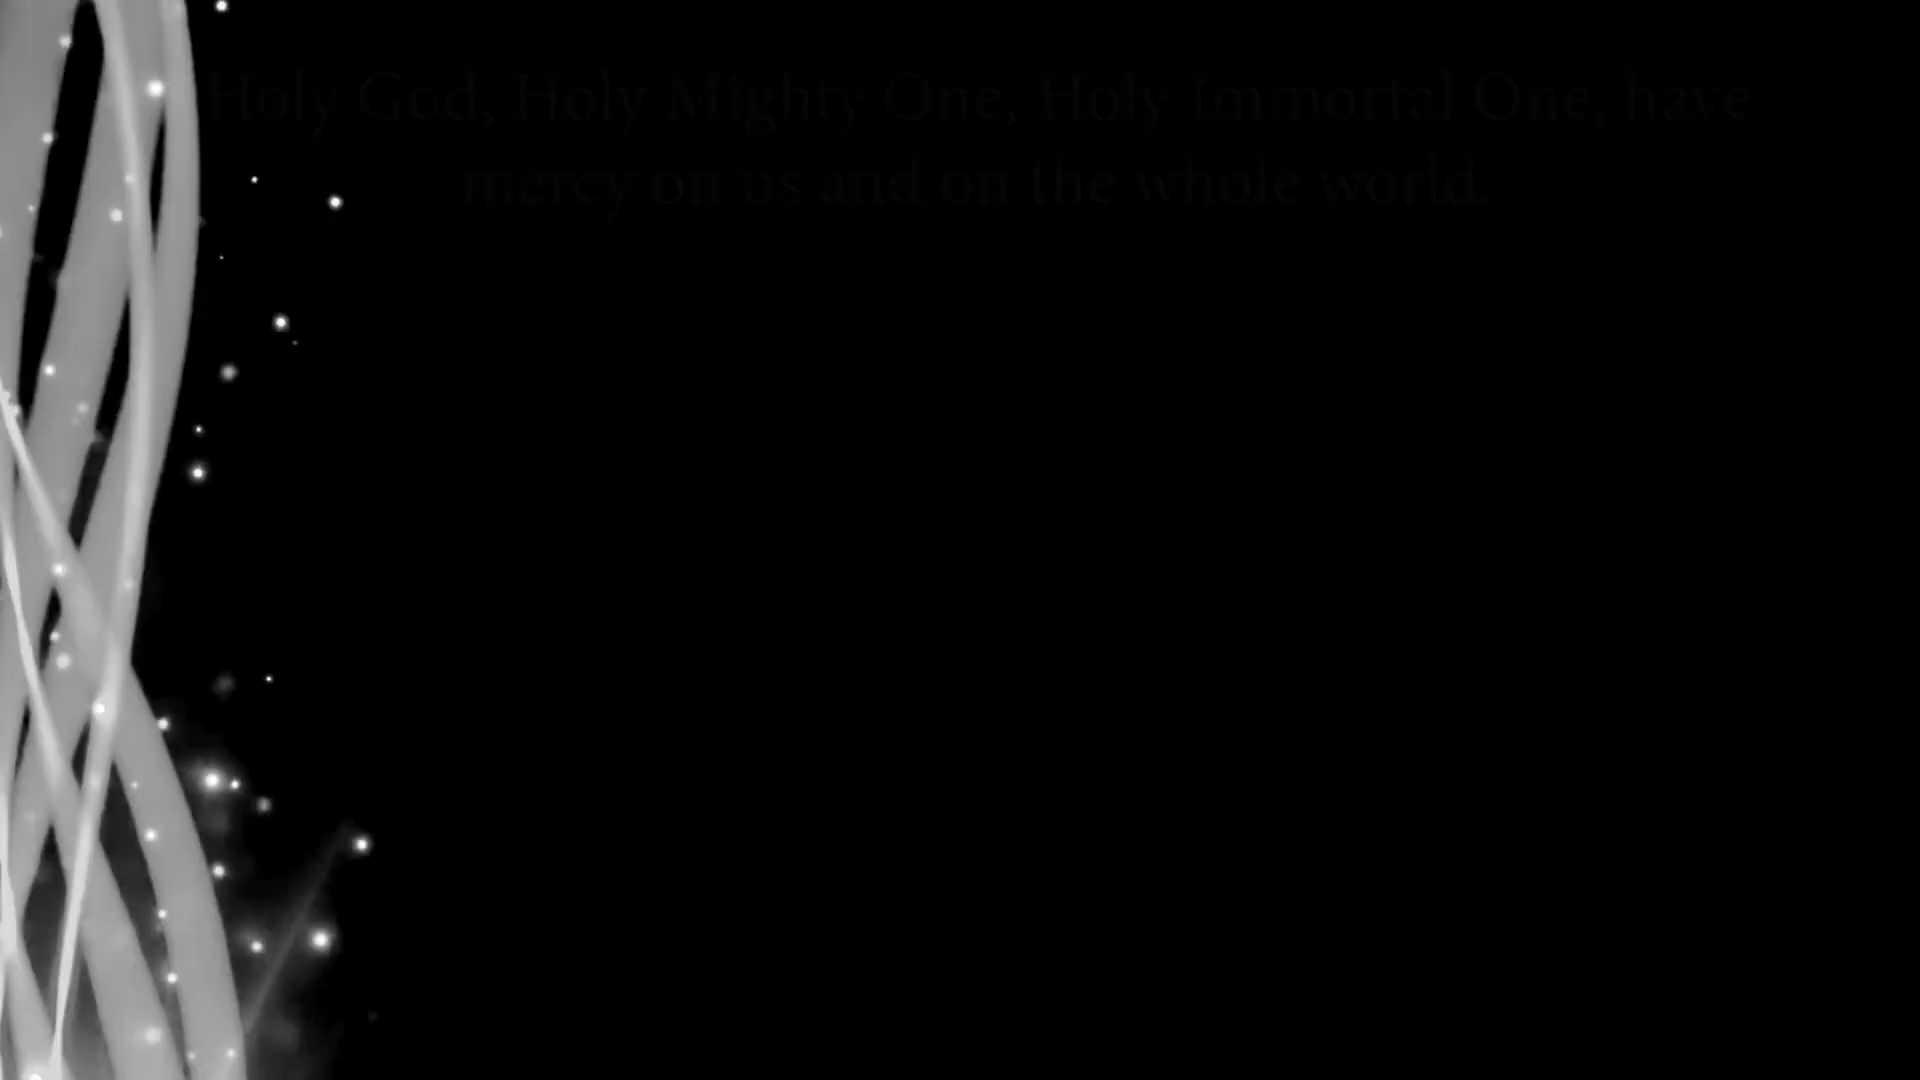 Holy God, Holy Mighty One, Holy Immortal One, have
mercy on us and on the whole world.